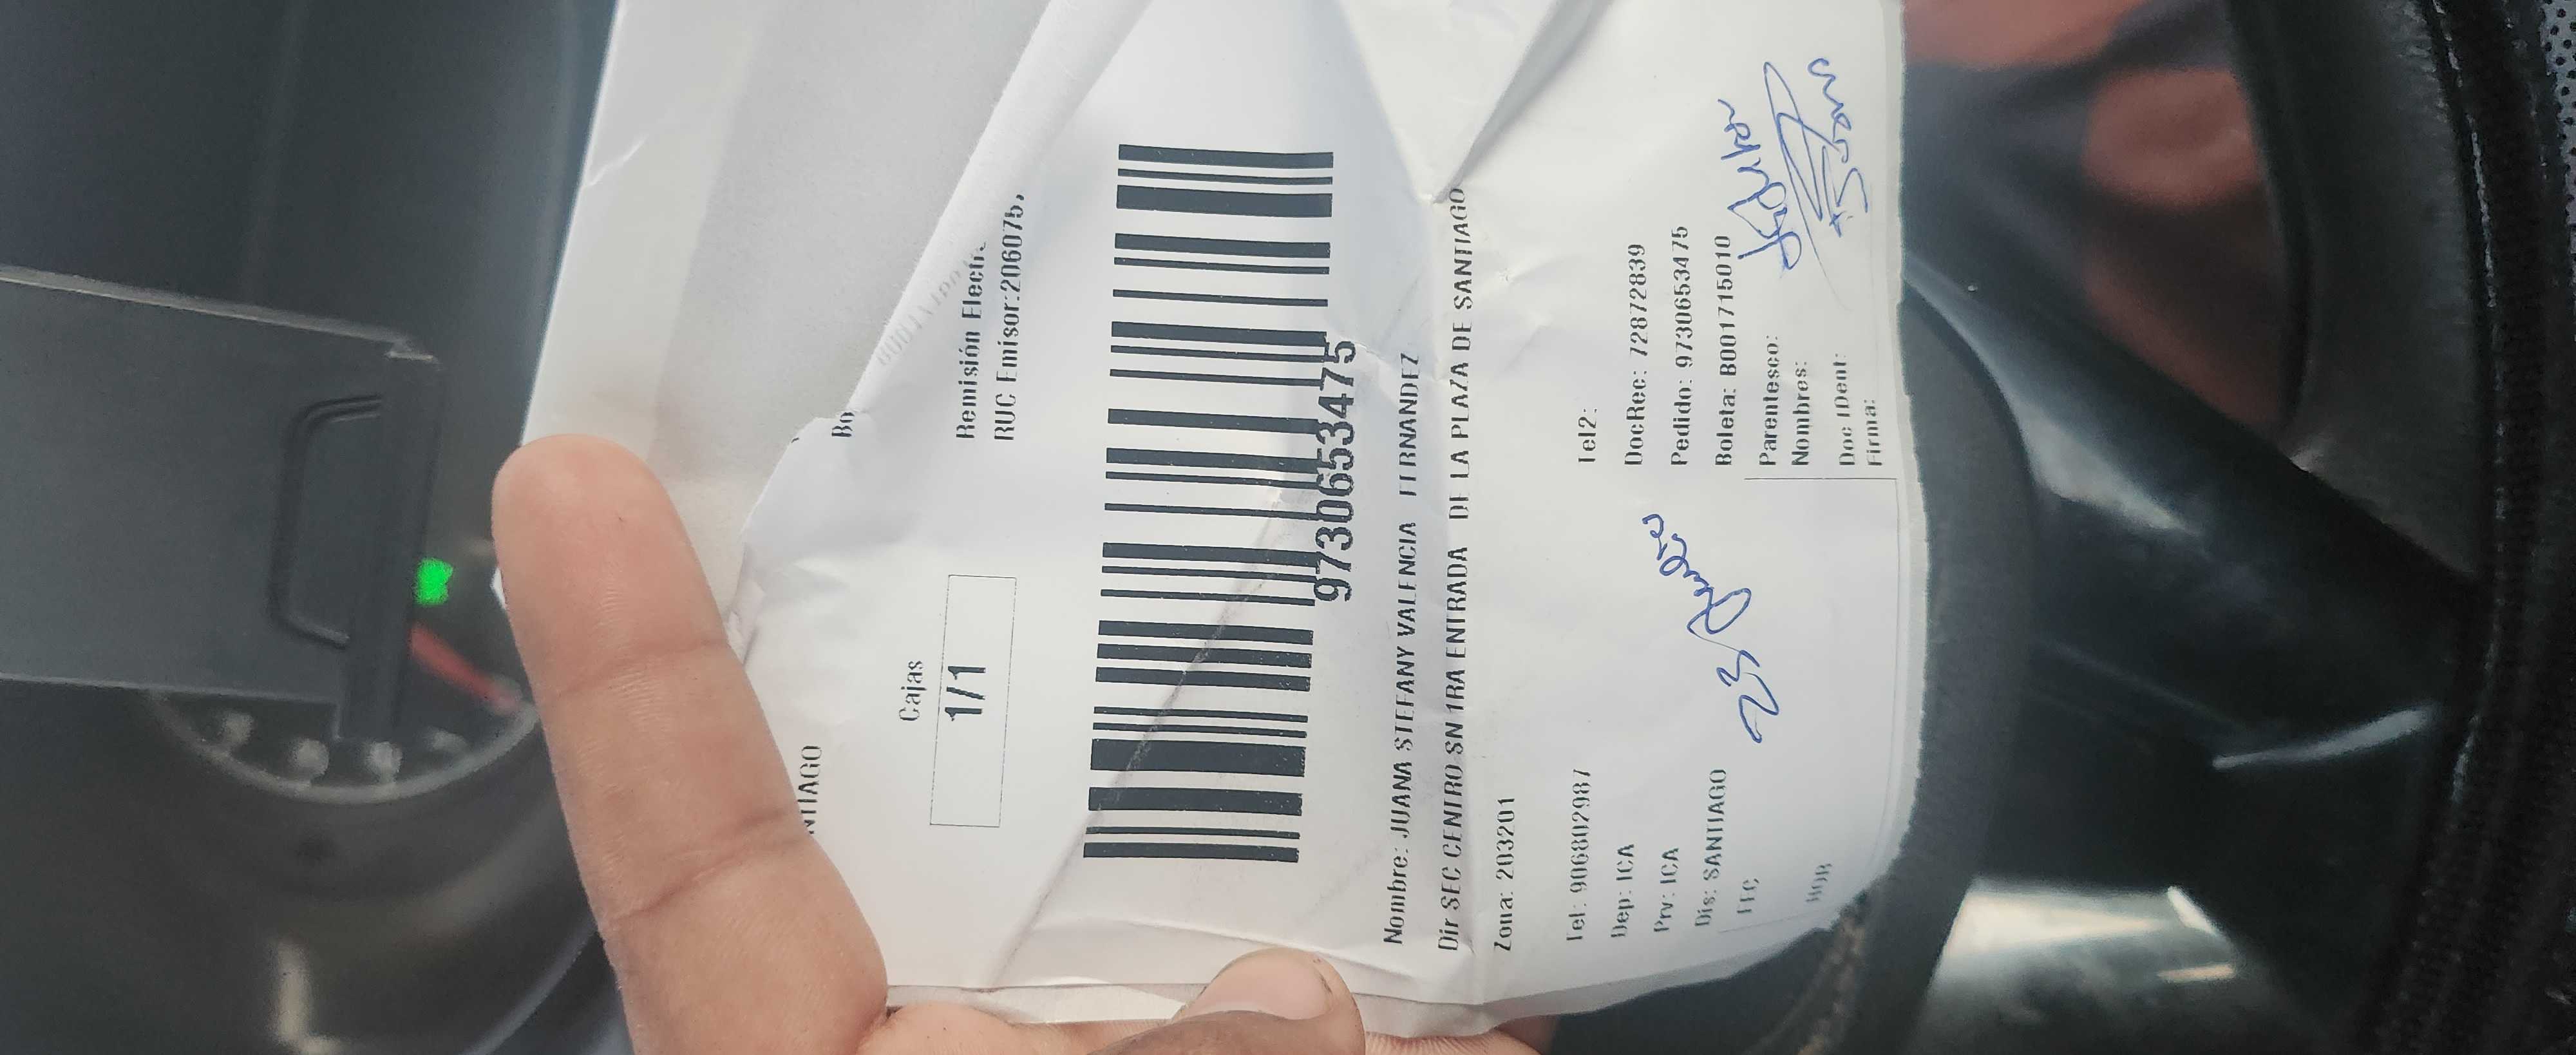 NTIAGO
Bo
Cajas
1/1
Remisión Electr
RUC Emisor:206075
9730653475
Nombre: JUANA STEFANY VALENCIA FERNANDEZ
Dir SEC CENTRO SN 1RA ENTRADA DE LA PLAZA DE SANTIAGO
Zona: 203201
Tel: 906802987 Tel2:
Dep: ICA DocRec: 72872839
Prv: ICA Pedido: 9730653475
Dis: SANTIAGO Boleta: B001715010
FEC
Parentesco:
Nombres:
Doc IDent:
Firma: